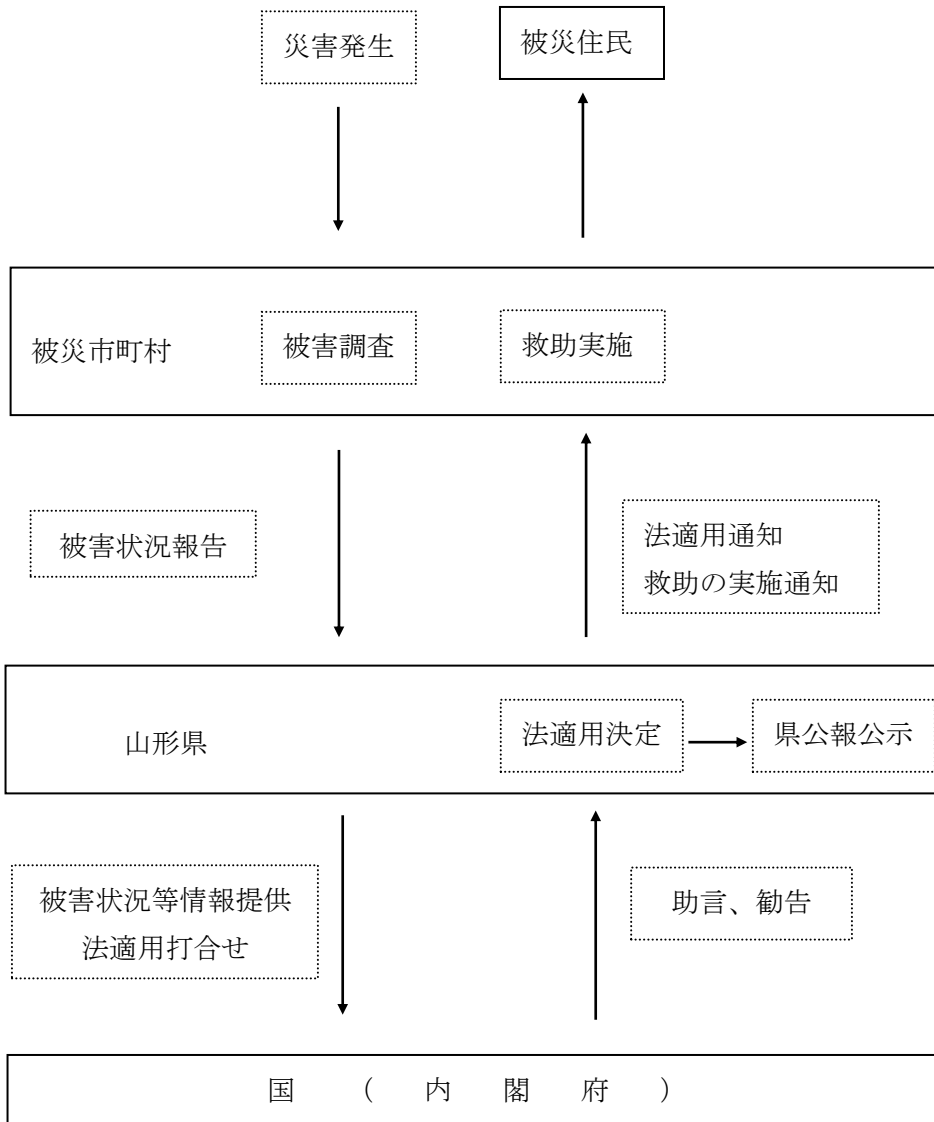 災害発生
被災住民
被災市町村
被害調査
救助実施
被害状況報告
法適用通知
救助の実施通知
山形県
法適用決定
県公報公示
被害状況等情報提供
法適用打合せ
助言、勧告
国(内閣府)